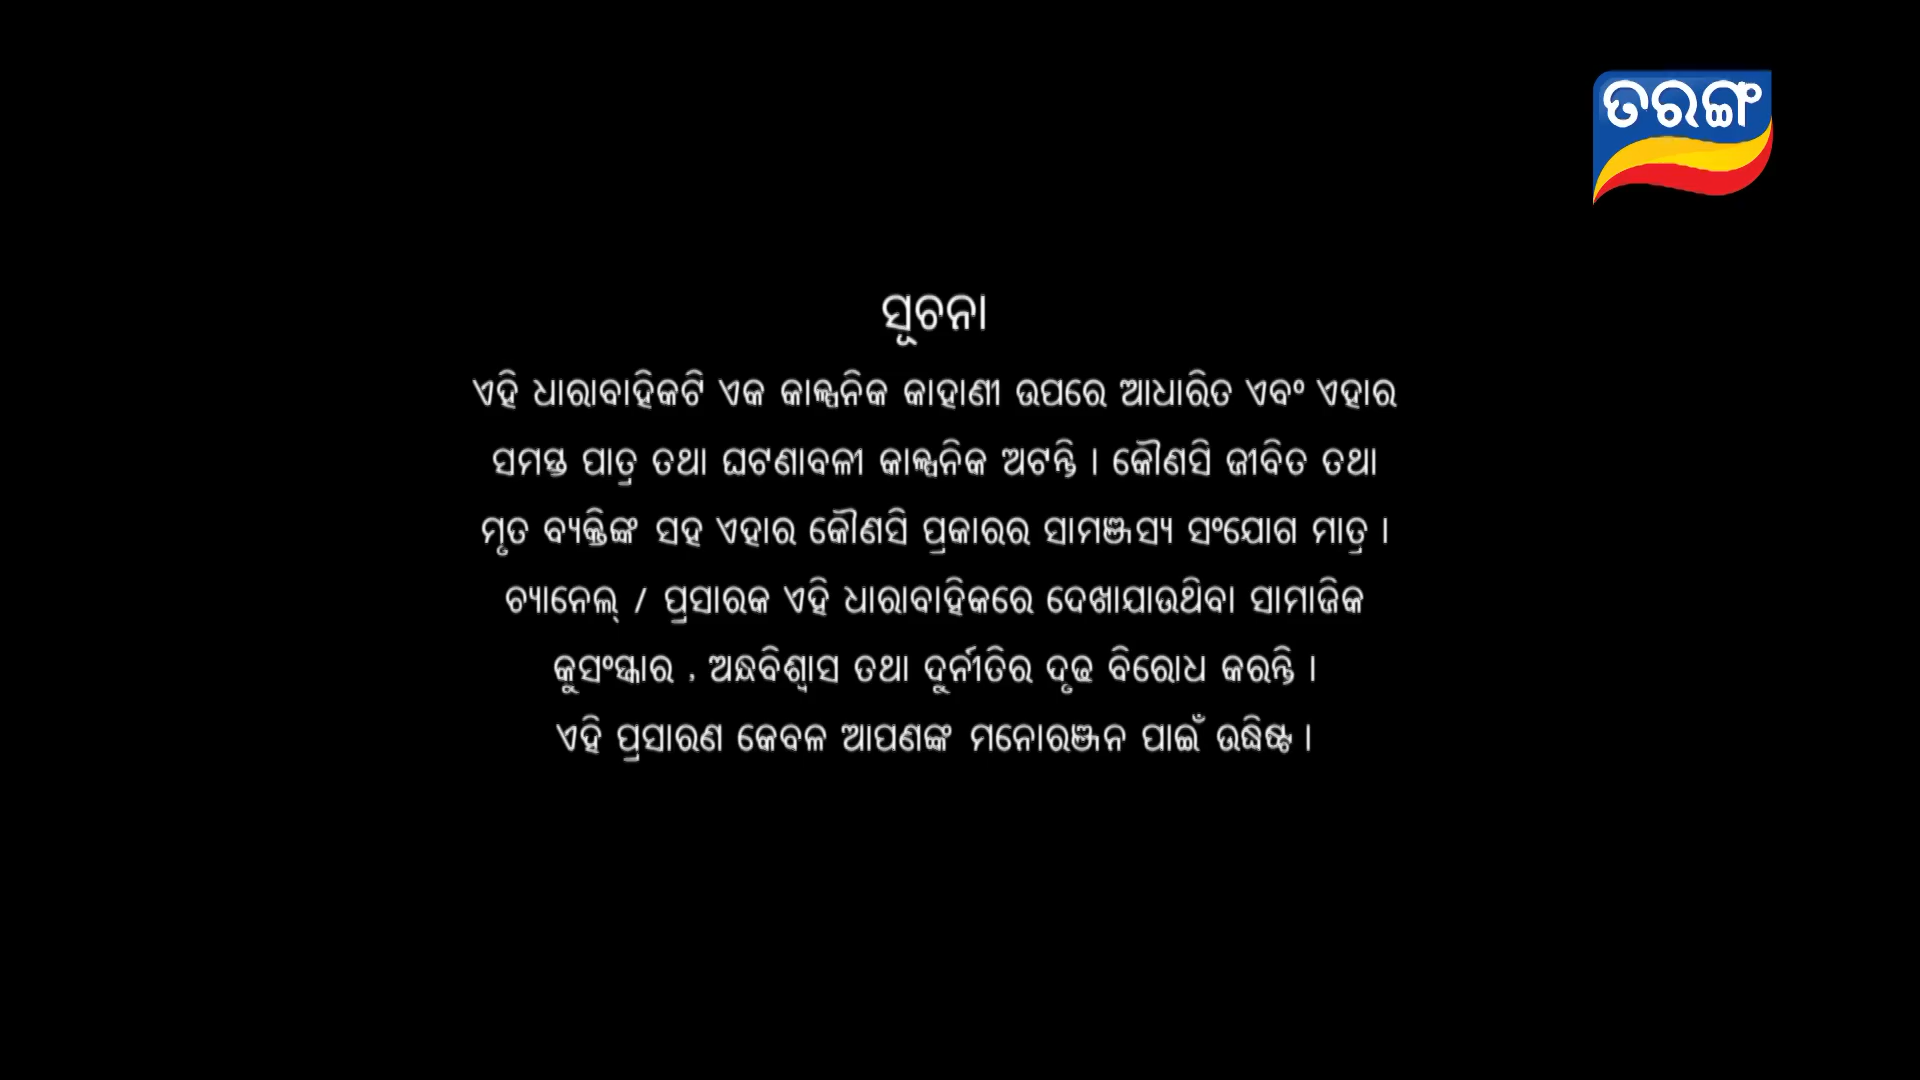 ତରଙ୍ଗ
ସୂଚନା
ଏହି ଧାରାବାହିକଟି ଏକ କାଳ୍ପନିକ କାହାଣୀ ଉପରେ ଆଧାରିତ ଏବଂ ଏହାର
ସମସ୍ତ ପାତ୍ର ତଥା ଘଟଣାବଳୀ କାଳ୍ପନିକ ଅଟନ୍ତି । କୌଣସି ଜୀବିତ ତଥା
ମୃତ ବ୍ୟକ୍ତିଙ୍କ ସହ ଏହାର କୌଣସି ପ୍ରକାରର ସାମଞ୍ଜସ୍ୟ ସଂଯୋଗ ମାତ୍ର ।
ଚ୍ୟାନେଲ୍ / ପ୍ରସାରକ ଏହି ଧାରାବାହିକରେ ଦେଖାଯାଉଥିବା ସାମାଜିକ
କୁସଂସ୍କାର , ଅନ୍ଧବିଶ୍ୱାସ ତଥା ଦୁର୍ନୀତିର ଦୃଢ ବିରୋଧ କରନ୍ତି ।
ଏହି ପ୍ରସାରଣ କେବଳ ଆପଣଙ୍କ ମନୋରଞ୍ଜନ ପାଇଁ ଉଦ୍ଧିଷ୍ଟ ।